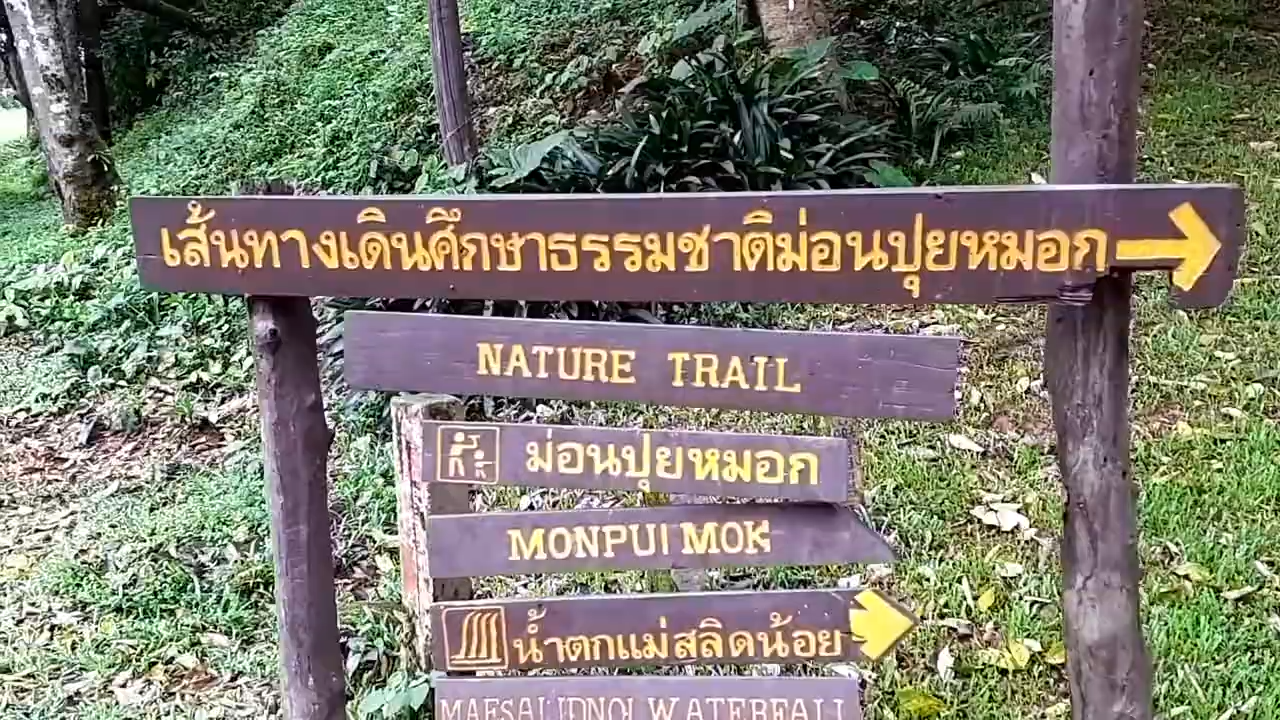 เส้นทางเดินศึกษาธรรมชาติม่อนปุยหมอก
NATURE TRAIL
ม่อนปุยหมอก
MONPUI MOK
น้ำตกแม่สลิดน้อย
MAESALIDNOI WATERFALL